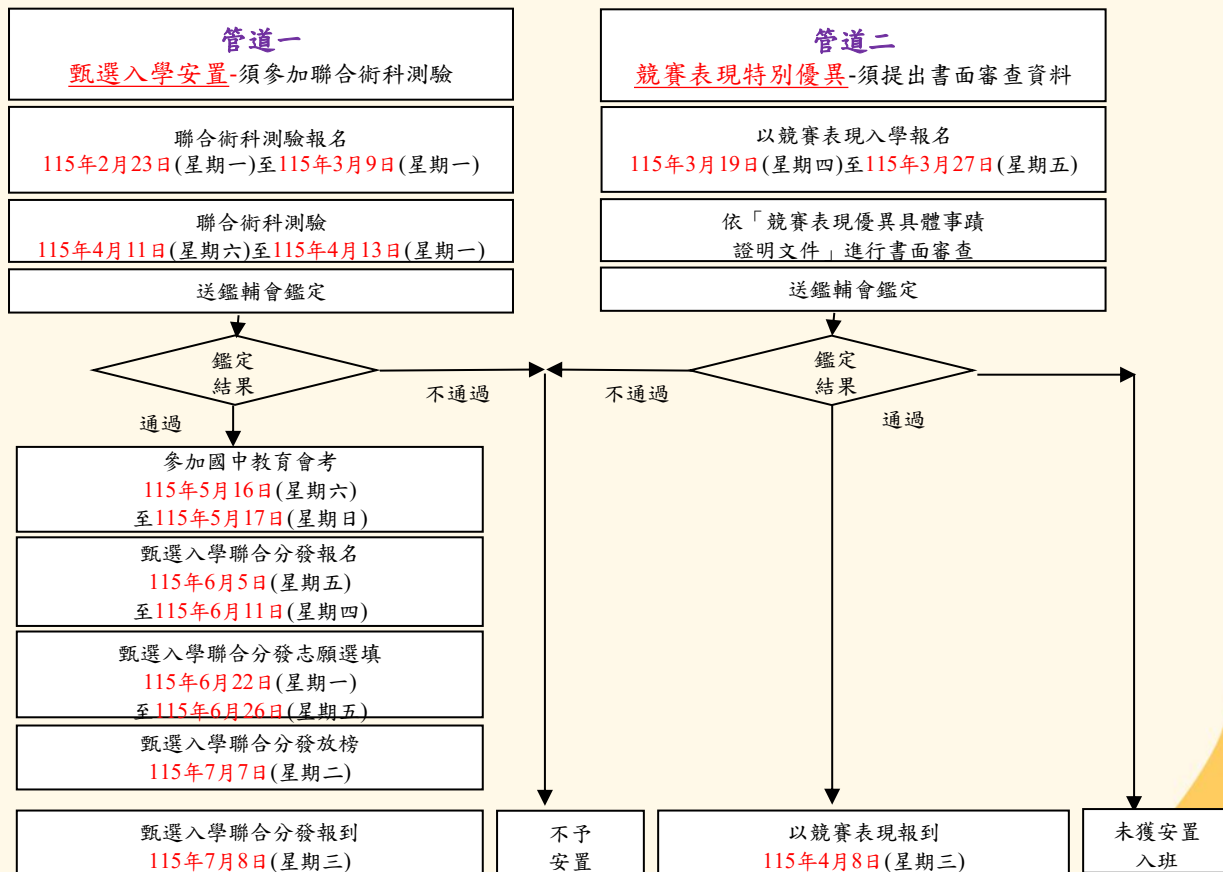 管道一
甄選入學安置-須參加聯合術科測驗
聯合術科測驗報名
115年2月23日(星期一)至115年3月9日(星期一)
聯合術科測驗
115年4月11日(星期六)至115年4月13日(星期一)
送鑑輔會鑑定
鑑定
結果
不通過
通過
參加國中教育會考
115年5月16日(星期六)
至115年5月17日(星期日)
甄選入學聯合分發報名
115年6月5日(星期五)
至115年6月11日(星期四)
甄選入學聯合分發志願選填
115年6月22日(星期一)
至115年6月26日(星期五)
甄選入學聯合分發放榜
115年7月7日(星期二)
甄選入學聯合分發報到
115年7月8日(星期三)
管道二
競賽表現特別優異-須提出書面審查資料
以競賽表現入學報名
115年3月19日(星期四)至115年3月27日(星期五)
依「競賽表現優異具體事蹟
證明文件」進行書面審查
送鑑輔會鑑定
鑑定
結果
不通過
通過
不予
安置
以競賽表現報到
115年4月8日(星期三)
未獲安置
入班